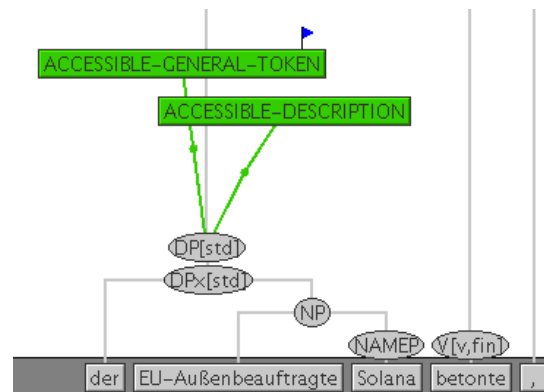 ACCESSIBLE-GENERAL-TOKEN
ACCESSIBLE-DESCRIPTION
DP[std]
DPx[std]
NP
NAMEP V[v,fin]
der EU-Außenbeauftragte Solana betonte ,